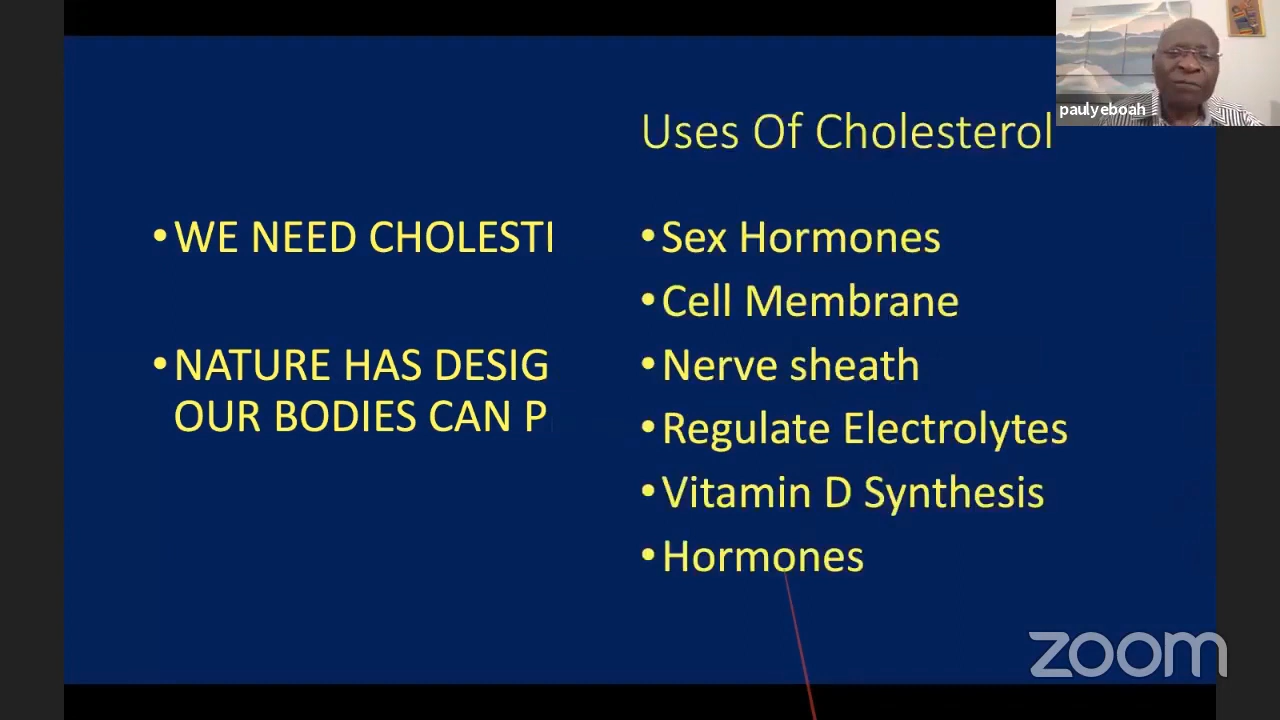 paulyeboah
Uses Of Cholesterol
•WE NEED CHOLEST
•NATURE HAS DESIG
OUR BODIES CAN P
•Sex Hormones
•Cell Membrane
•Nerve sheath
•Regulate Electrolytes
•Vitamin D Synthesis
•Hormones
zoom